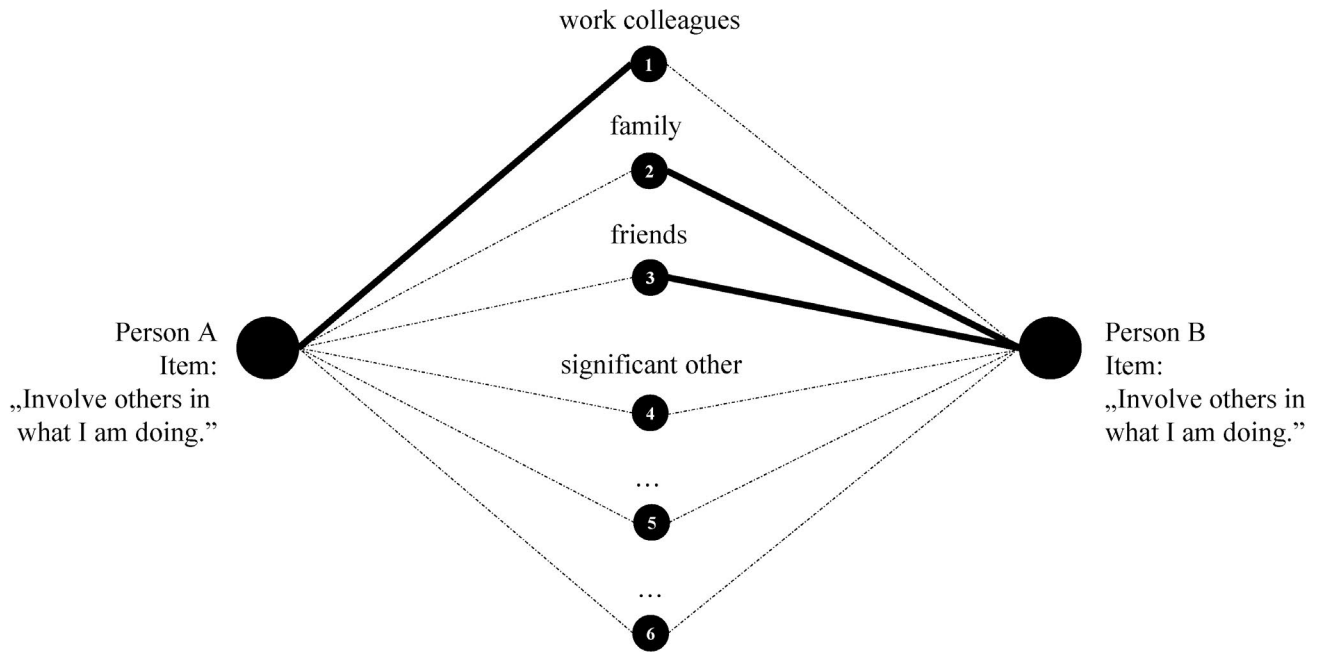 work colleagues
1
family
2
friends
3
Person A
Item:
„Involve others in
what I am doing.”
significant other
4
Person B
Item:
„Involve others in
what I am doing.”
...
5
...
6